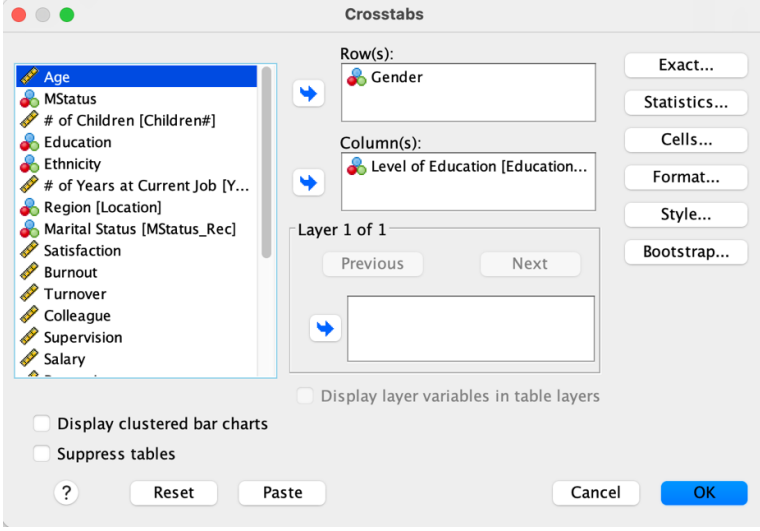 Crosstabs
Age
MStatus
# of Children [Children#]
Education
Ethnicity
# of Years at Current Job [Y...
Region [Location]
Marital Status [MStatus_Rec]
Satisfaction
Burnout
Turnover
Colleague
Supervision
Salary
Row(s):
Gender
Column(s):
Level of Education [Education...
Layer 1 of 1
Previous
Next
Display layer variables in table layers
Exact...
Statistics...
Cells...
Format...
Style...
Bootstrap...
Display clustered bar charts
Suppress tables
?
Reset
Paste
Cancel
OK